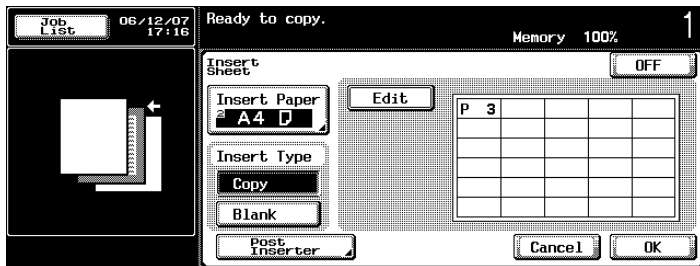 Job
List
06/12/07
17:16
Ready to copy.
Memory 100%
1
Insert
Sheet
OFF
Insert Paper
2 A4
Edit
P 3
Insert Type
Copy
Blank
Post
Inserter
Cancel
OK